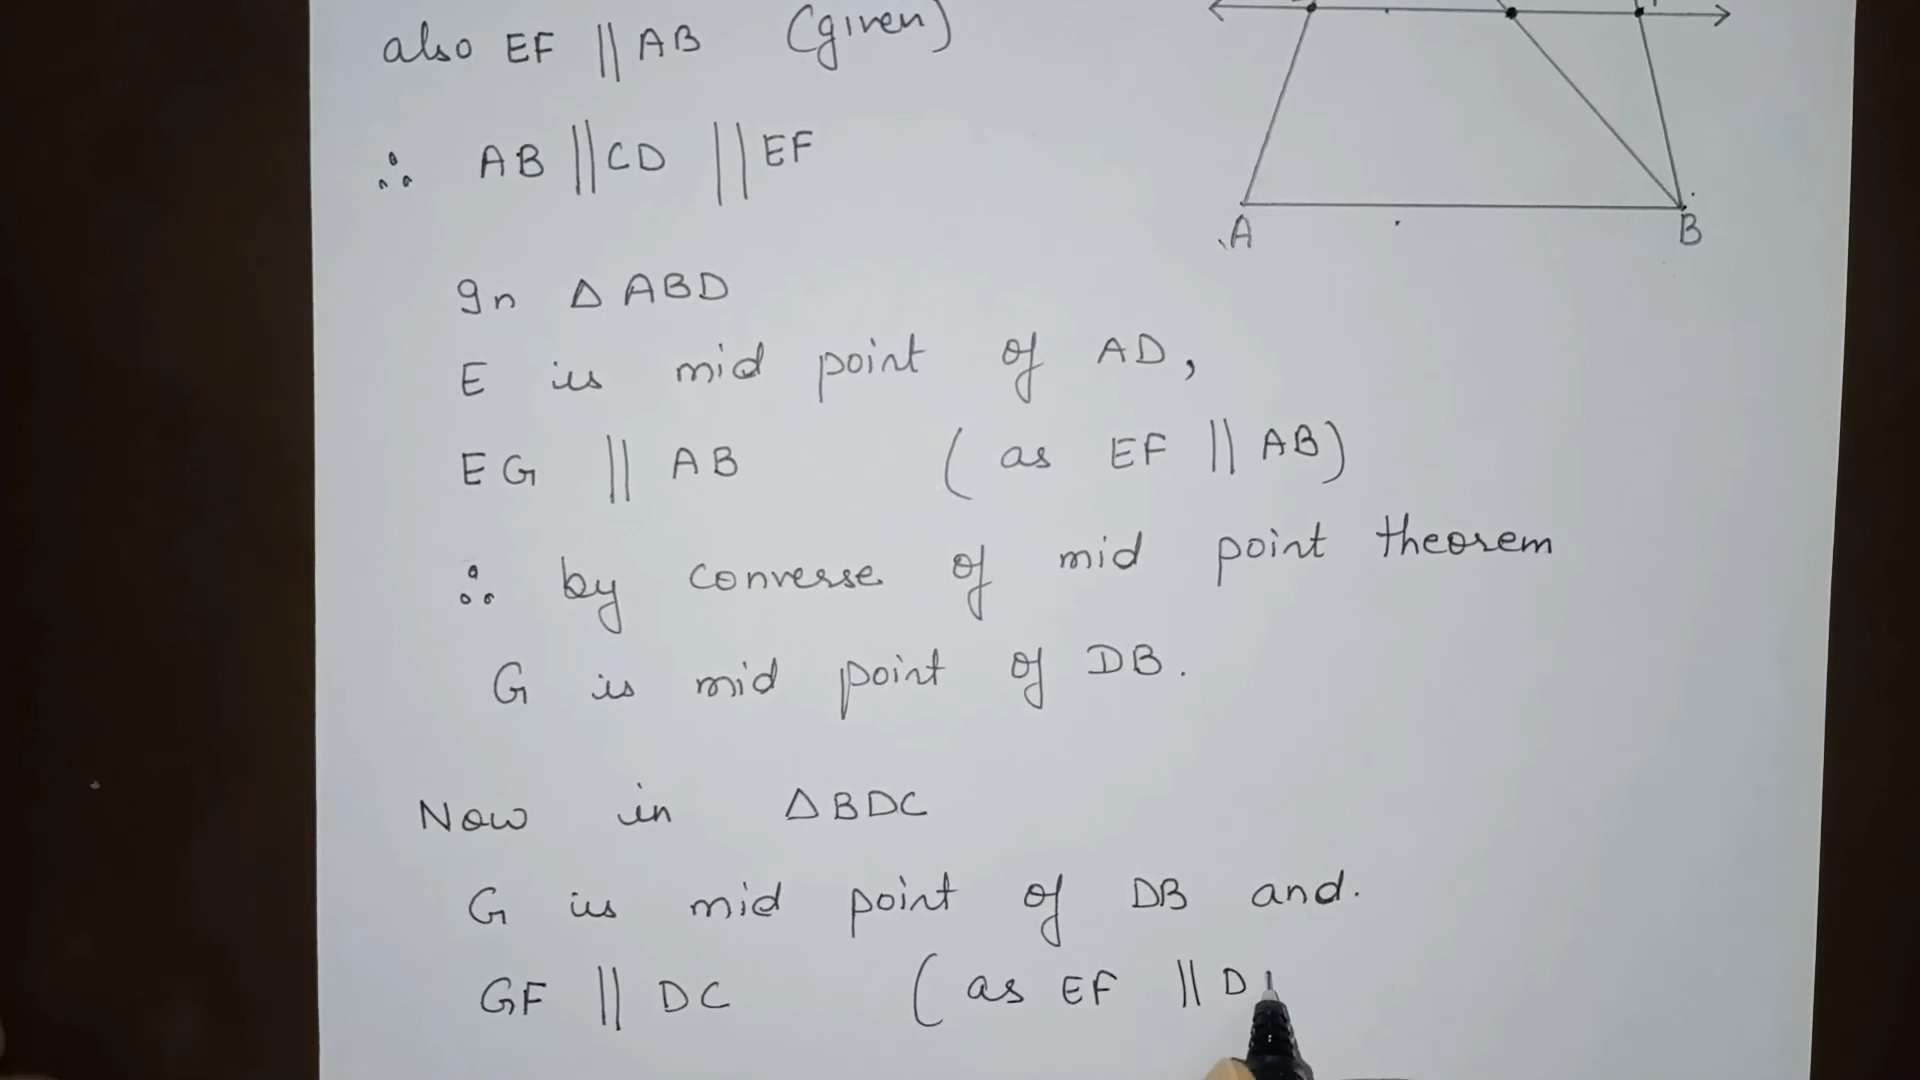 also EF || AB (given)
∴ AB || CD || EF
A
B
In △ ABD
E is mid point of AD,
EG || AB (as EF || AB)
∴ by converse of mid point theorem
G is mid point of DB.
Now in △BDC
G is mid point of DB and.
GF || DC (as EF || D